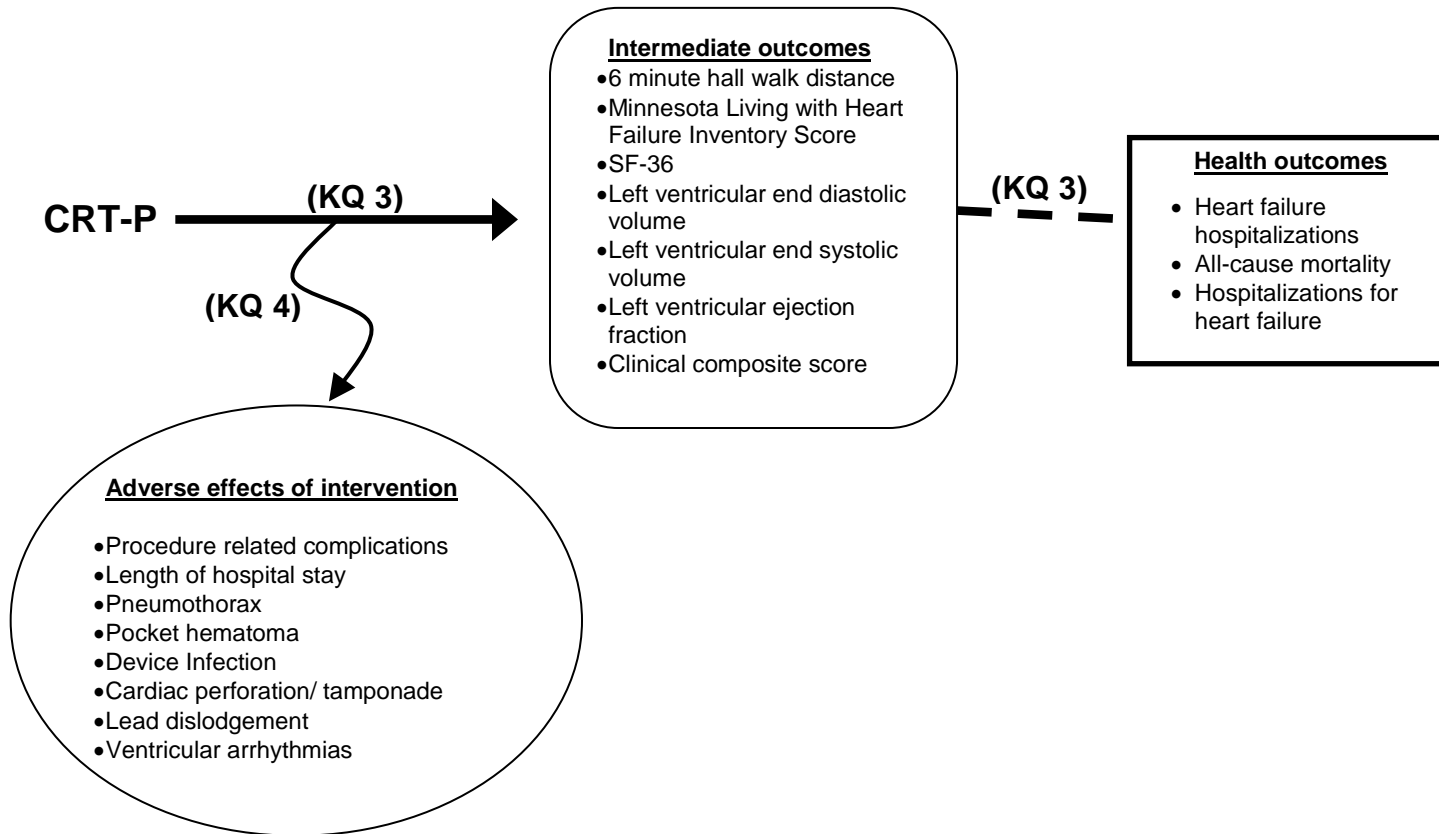 CRT-P
(KQ 3)
(KQ 4)
Intermediate outcomes
•6 minute hall walk distance
•Minnesota Living with Heart
Failure Inventory Score
•SF-36
•Left ventricular end diastolic
volume
•Left ventricular end systolic
volume
•Left ventricular ejection
fraction
•Clinical composite score
(KQ 3)
Health outcomes
• Heart failure
hospitalizations
• All-cause mortality
• Hospitalizations for
heart failure
Adverse effects of intervention
•Procedure related complications
•Length of hospital stay
•Pneumothorax
•Pocket hematoma
•Device Infection
•Cardiac perforation/ tamponade
•Lead dislodgement
•Ventricular arrhythmias